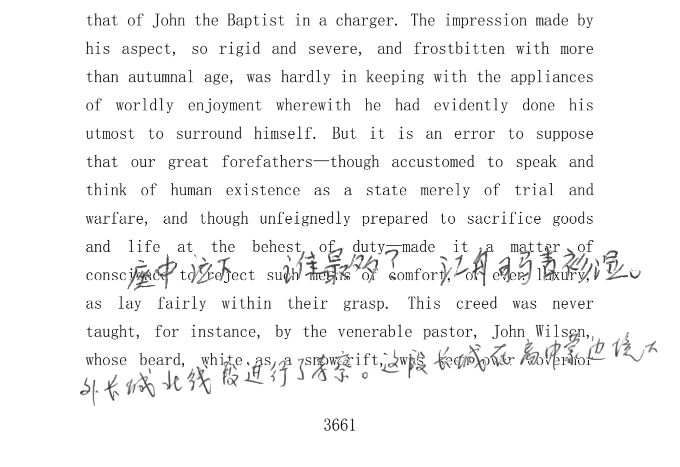 that of John the Baptist in a charger. The impression made by
his aspect, so rigid and severe, and frostbitten with more
than autumnal age, was hardly in keeping with the appliances
of worldly enjoyment wherewith he had evidently done his
utmost to surround himself. But it is an error to suppose
that our great forefathers—though accustomed to speak and
think of human existence as a state merely of trial and
warfare, and though unfeignedly prepared to sacrifice goods
and life at the behest of duty—made it a matter of
座中泣下 谁最多? 江州司马青衫湿。
conscience to reject such means of comfort, or even luxury,
as lay fairly within their grasp. This creed was never
taught, for instance, by the venerable pastor, John Wilson,
whose beard, white as a snowdrift, was seen over Governor
外长城北线段进行了考察。这段长城在离中蒙边境大
3661